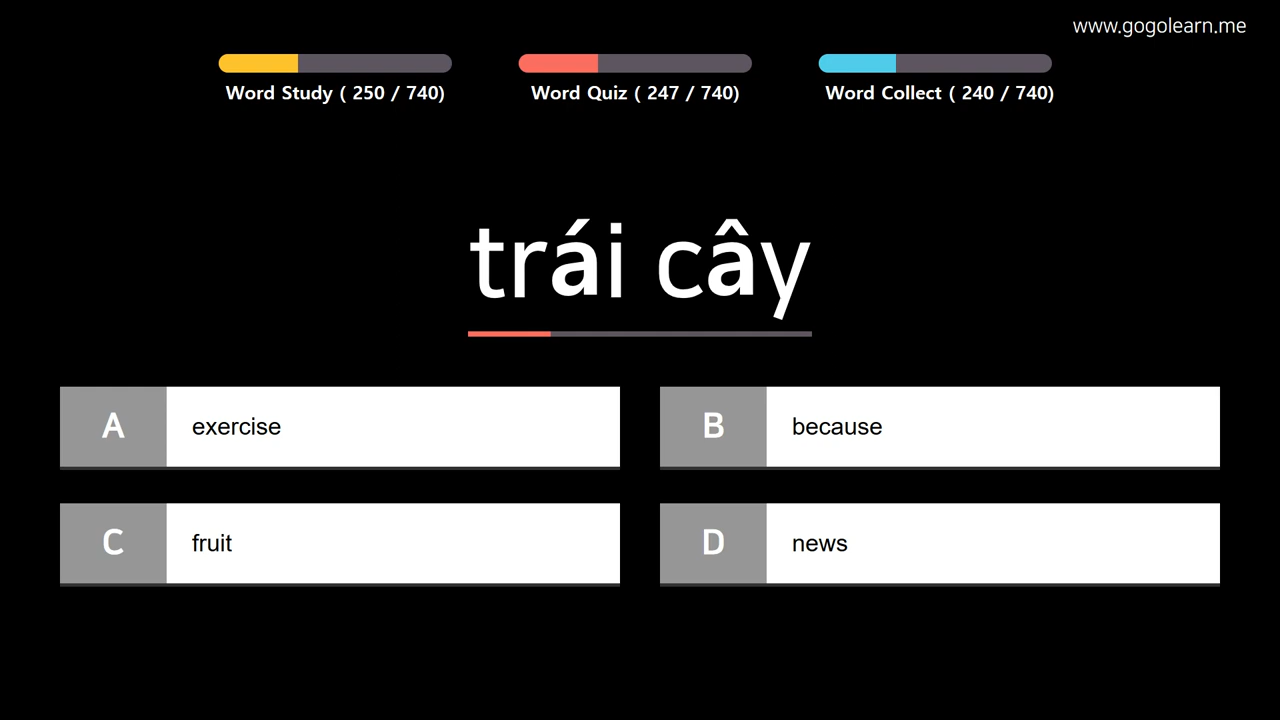 www.gogolearn.me
Word Study ( 250 / 740)
Word Quiz ( 247 / 740)
Word Collect ( 240 / 740)
trái cây
A exercise
B because
C fruit
D news